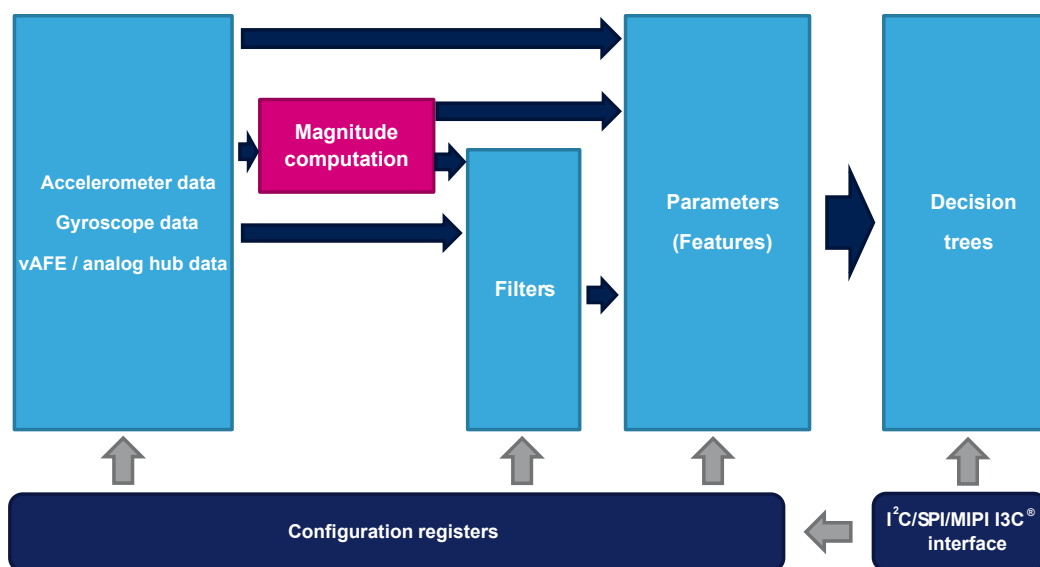 Accelerometer data
Gyroscope data
vAFE / analog hub data
Magnitude
computation
Filters
Parameters
(Features)
Decision
trees
Configuration registers
I²C/SPI/MIPI I3C®
interface